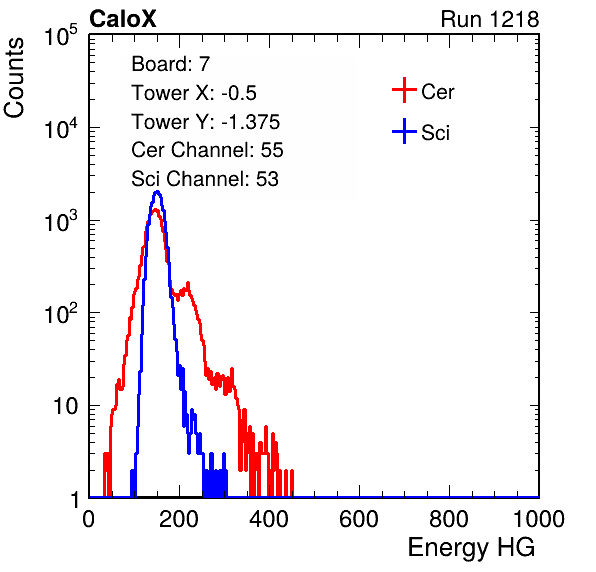 CaloX Run 1218
Counts
Board: 7
Tower X: -0.5
Tower Y: -1.375
Cer Channel: 55
Sci Channel: 53
Cer
Sci
10^5
10^4
10^3
10^2
10
1
0 200 400 600 800 1000
Energy HG